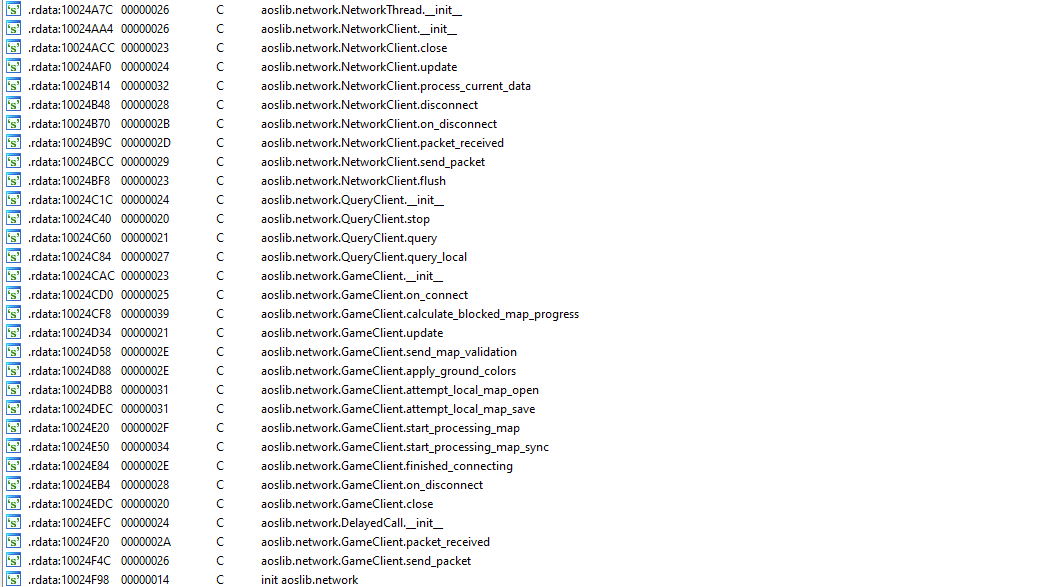 .rdata:10024A7C 00000026 C aoslib.network.NetworkThread.__init__
.rdata:10024AA4 00000026 C aoslib.network.NetworkClient.__init__
.rdata:10024ACC 00000023 C aoslib.network.NetworkClient.close
.rdata:10024AF0 00000024 C aoslib.network.NetworkClient.update
.rdata:10024B14 00000032 C aoslib.network.NetworkClient.process_current_data
.rdata:10024B48 00000028 C aoslib.network.NetworkClient.disconnect
.rdata:10024B70 0000002B C aoslib.network.NetworkClient.on_disconnect
.rdata:10024B9C 0000002D C aoslib.network.NetworkClient.packet_received
.rdata:10024BCC 00000029 C aoslib.network.NetworkClient.send_packet
.rdata:10024BF8 00000023 C aoslib.network.NetworkClient.flush
.rdata:10024C1C 00000024 C aoslib.network.QueryClient.__init__
.rdata:10024C40 00000020 C aoslib.network.QueryClient.stop
.rdata:10024C60 00000021 C aoslib.network.QueryClient.query
.rdata:10024C84 00000027 C aoslib.network.QueryClient.query_local
.rdata:10024CAC 00000023 C aoslib.network.GameClient.__init__
.rdata:10024CD0 00000025 C aoslib.network.GameClient.on_connect
.rdata:10024CF8 00000039 C aoslib.network.GameClient.calculate_blocked_map_progress
.rdata:10024D34 00000021 C aoslib.network.GameClient.update
.rdata:10024D58 0000002E C aoslib.network.GameClient.send_map_validation
.rdata:10024D88 0000002E C aoslib.network.GameClient.apply_ground_colors
.rdata:10024DB8 00000031 C aoslib.network.GameClient.attempt_local_map_open
.rdata:10024DEC 00000031 C aoslib.network.GameClient.attempt_local_map_save
.rdata:10024E20 0000002F C aoslib.network.GameClient.start_processing_map
.rdata:10024E50 00000034 C aoslib.network.GameClient.start_processing_map_sync
.rdata:10024E84 0000002E C aoslib.network.GameClient.finished_connecting
.rdata:10024EB4 00000028 C aoslib.network.GameClient.on_disconnect
.rdata:10024EDC 00000020 C aoslib.network.GameClient.close
.rdata:10024EFC 00000024 C aoslib.network.DelayedCall.__init__
.rdata:10024F20 0000002A C aoslib.network.GameClient.packet_received
.rdata:10024F4C 00000026 C aoslib.network.GameClient.send_packet
.rdata:10024F98 00000014 C init aoslib.network